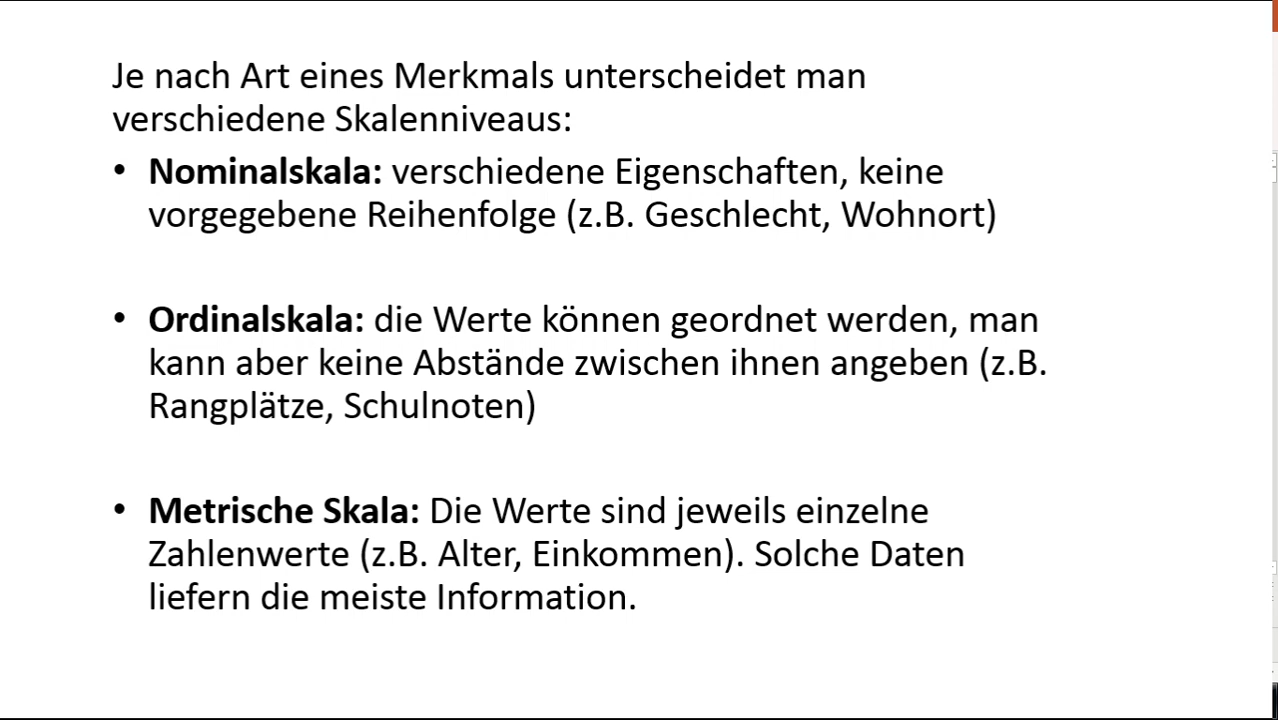 Je nach Art eines Merkmals unterscheidet man
verschiedene Skalenniveaus:
• Nominalskala: verschiedene Eigenschaften, keine
vorgegebene Reihenfolge (z.B. Geschlecht, Wohnort)
• Ordinalskala: die Werte können geordnet werden, man
kann aber keine Abstände zwischen ihnen angeben (z.B.
Rangplätze, Schulnoten)
• Metrische Skala: Die Werte sind jeweils einzelne
Zahlenwerte (z.B. Alter, Einkommen). Solche Daten
liefern die meiste Information.